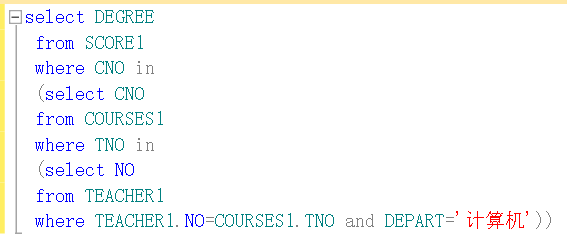 select DEGREE
from SCORE1
where CNO in
(select CNO
from COURSES1
where TNO in
(select NO
from TEACHER1
where TEACHER1.NO=COURSES1.TNO and DEPART='计算机'))